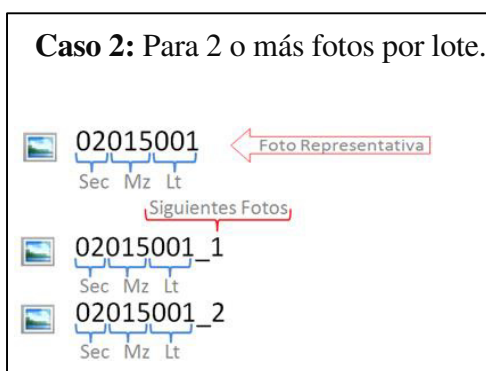 Caso 2: Para 2 o más fotos por lote.
02015001 Foto Representativa
Sec Mz Lt
Siguientes Fotos
02015001_1
Sec Mz Lt
02015001_2
Sec Mz Lt